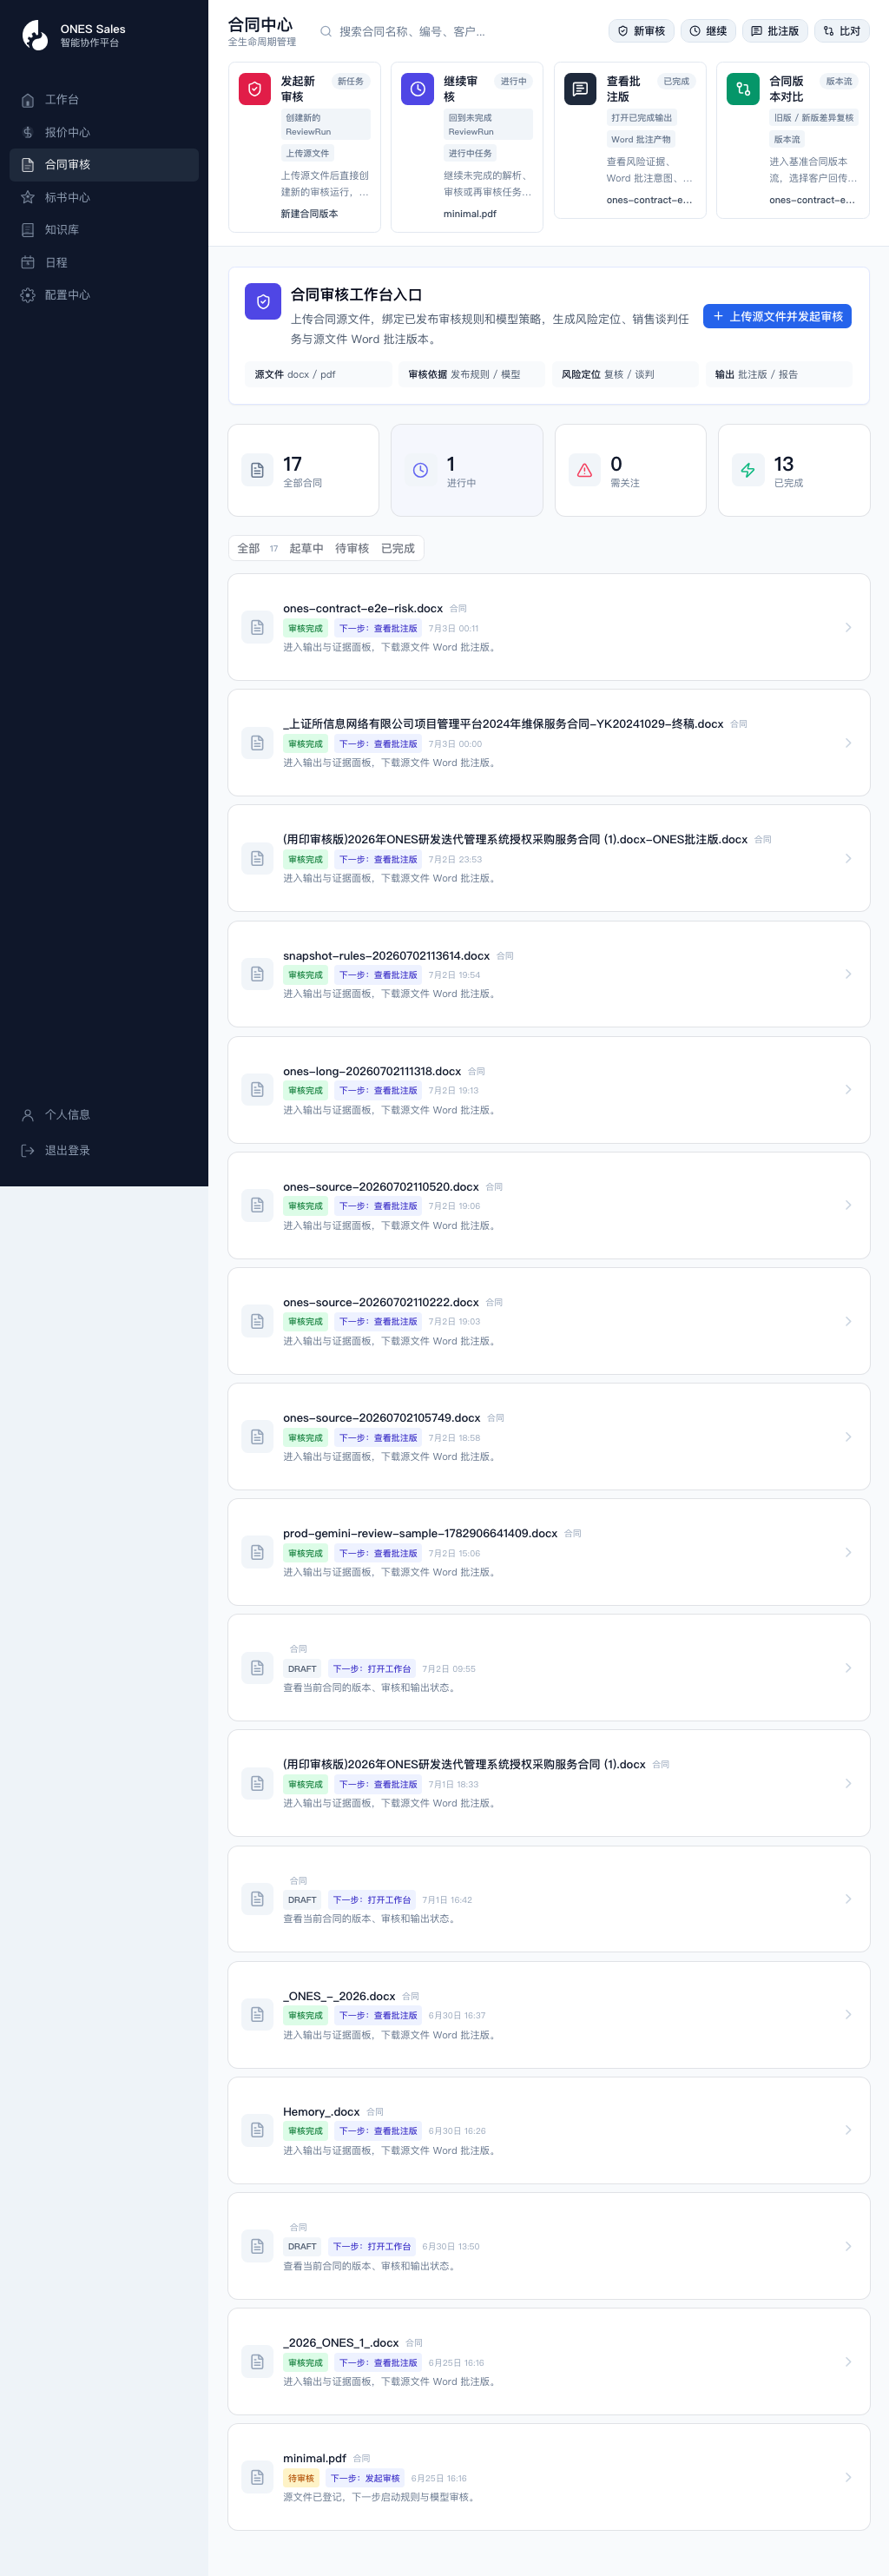 ONES Sales
智能协作平台
工作台
报价中心
合同审核
标书中心
知识库
日程
配置中心
个人信息
退出登录
合同中心
全生命周期管理
搜索合同名称、编号、客户...
新审核
继续
批注版
比对
发起新审核
新任务
创建新的 ReviewRun
上传源文件
上传源文件后直接创建新的审核运行，...
新建合同版本
继续审核
进行中
回到未完成 ReviewRun
进行中任务
继续未完成的解析、审核或再审核任务...
minimal.pdf
查看批注版
已完成
打开已完成输出
Word 批注产物
查看风险证据、Word 批注意图、...
ones-contract-e...
合同版本对比
版本流
旧版 / 新版差异复核
版本流
进入基准合同版本流，选择客户回传...
ones-contract-e...
合同审核工作台入口
上传合同源文件，绑定已发布审核规则和模型策略，生成风险定位、销售谈判任务与源文件 Word 批注版本。
上传源文件并发起审核
源文件 docx / pdf
审核依据 发布规则 / 模型
风险定位 复核 / 谈判
输出 批注版 / 报告
17
全部合同
1
进行中
0
需关注
13
已完成
全部 17 起草中 待审核 已完成
ones-contract-e2e-risk.docx 合同
审核完成 下一步：查看批注版 7月3日 00:11
进入输出与证据面板，下载源文件 Word 批注版。
_上证所信息网络有限公司项目管理平台2024年维保服务合同-YK20241029-终稿.docx 合同
审核完成 下一步：查看批注版 7月3日 00:00
进入输出与证据面板，下载源文件 Word 批注版。
(用印审核版)2026年ONES研发迭代管理系统授权采购服务合同 (1).docx-ONES批注版.docx 合同
审核完成 下一步：查看批注版 7月2日 23:53
进入输出与证据面板，下载源文件 Word 批注版。
snapshot-rules-20260702113614.docx 合同
审核完成 下一步：查看批注版 7月2日 19:54
进入输出与证据面板，下载源文件 Word 批注版。
ones-long-20260702111318.docx 合同
审核完成 下一步：查看批注版 7月2日 19:13
进入输出与证据面板，下载源文件 Word 批注版。
ones-source-20260702110520.docx 合同
审核完成 下一步：查看批注版 7月2日 19:06
进入输出与证据面板，下载源文件 Word 批注版。
ones-source-20260702110222.docx 合同
审核完成 下一步：查看批注版 7月2日 19:03
进入输出与证据面板，下载源文件 Word 批注版。
ones-source-20260702105749.docx 合同
审核完成 下一步：查看批注版 7月2日 18:58
进入输出与证据面板，下载源文件 Word 批注版。
prod-gemini-review-sample-1782906641409.docx 合同
审核完成 下一步：查看批注版 7月2日 15:06
进入输出与证据面板，下载源文件 Word 批注版。
合同
DRAFT 下一步：打开工作台 7月2日 09:55
查看当前合同的版本、审核和输出状态。
(用印审核版)2026年ONES研发迭代管理系统授权采购服务合同 (1).docx 合同
审核完成 下一步：查看批注版 7月1日 18:33
进入输出与证据面板，下载源文件 Word 批注版。
合同
DRAFT 下一步：打开工作台 7月1日 16:42
查看当前合同的版本、审核和输出状态。
_ONES_-_2026.docx 合同
审核完成 下一步：查看批注版 6月30日 16:37
进入输出与证据面板，下载源文件 Word 批注版。
Hemory_.docx 合同
审核完成 下一步：查看批注版 6月30日 16:26
进入输出与证据面板，下载源文件 Word 批注版。
合同
DRAFT 下一步：打开工作台 6月30日 13:50
查看当前合同的版本、审核和输出状态。
_2026_ONES_1_.docx 合同
审核完成 下一步：查看批注版 6月25日 16:16
进入输出与证据面板，下载源文件 Word 批注版。
minimal.pdf 合同
待审核 下一步：发起审核 6月25日 16:16
源文件已登记，下一步启动规则与模型审核。